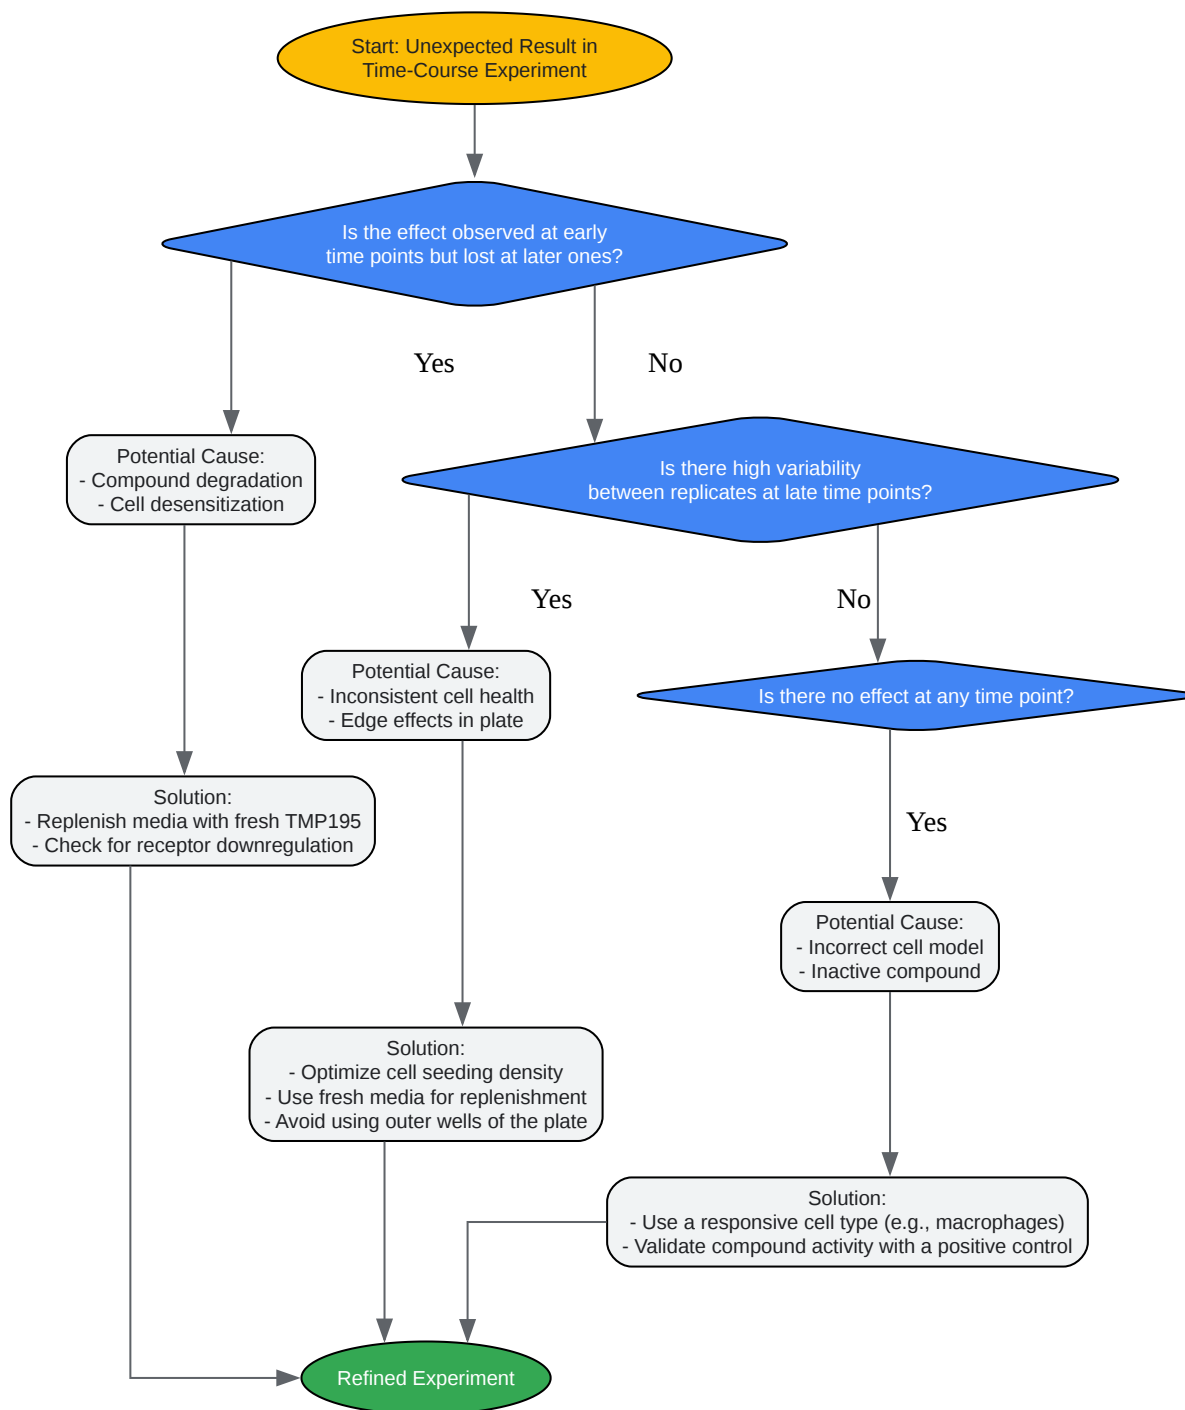 Start: Unexpected Result in
Time-Course Experiment
Is the effect observed at early
time points but lost at later ones?
Yes
No
Potential Cause:
- Compound degradation
- Cell desensitization
Is there high variability
between replicates at late time points?
Yes
No
Potential Cause:
- Inconsistent cell health
- Edge effects in plate
Is there no effect at any time point?
Solution:
- Replenish media with fresh TMP195
- Check for receptor downregulation
Yes
Potential Cause:
- Incorrect cell model
- Inactive compound
Solution:
- Optimize cell seeding density
- Use fresh media for replenishment
- Avoid using outer wells of the plate
Solution:
- Use a responsive cell type (e.g., macrophages)
- Validate compound activity with a positive control
Refined Experiment